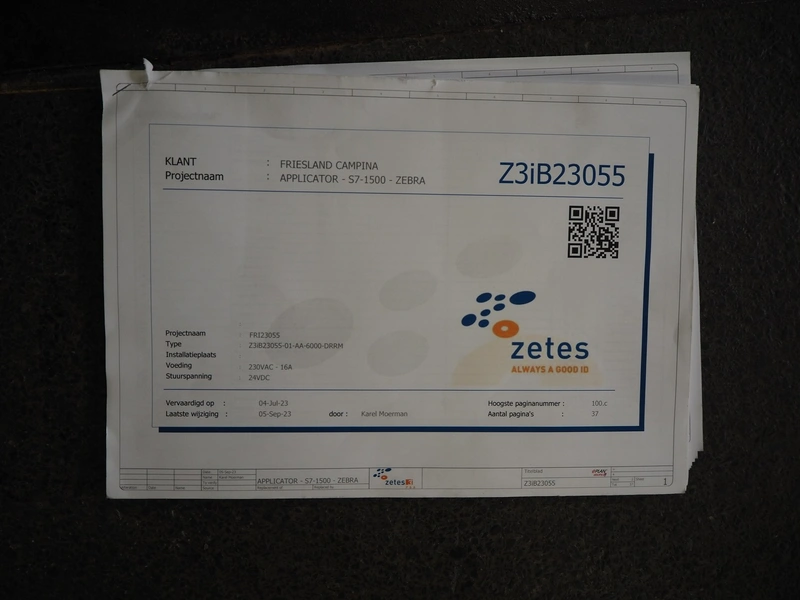 KLANT : FRIESLAND CAMPINA
Projectnaam : APPLICATOR - S7-1500 - ZEBRA
Z3iB23055
zetes
ALWAYS A GOOD ID
Projectnaam : FRI23055
Type : Z3iB23055-01-AA-6000-DRRM
Installatieplaats
Voeding : 230VAC - 16A
Stuurspanning : 24VDC
Vervaardigd op : 04-Jul-23
Laatste wijziging : 05-Sep-23 door : Karel Moerman
Hoogste paginanummer : 100.c
Aantal pagina's : 37
APPLICATOR - S7-1500 - ZEBRA
zetes
Titelblad
Z3iB23055
1